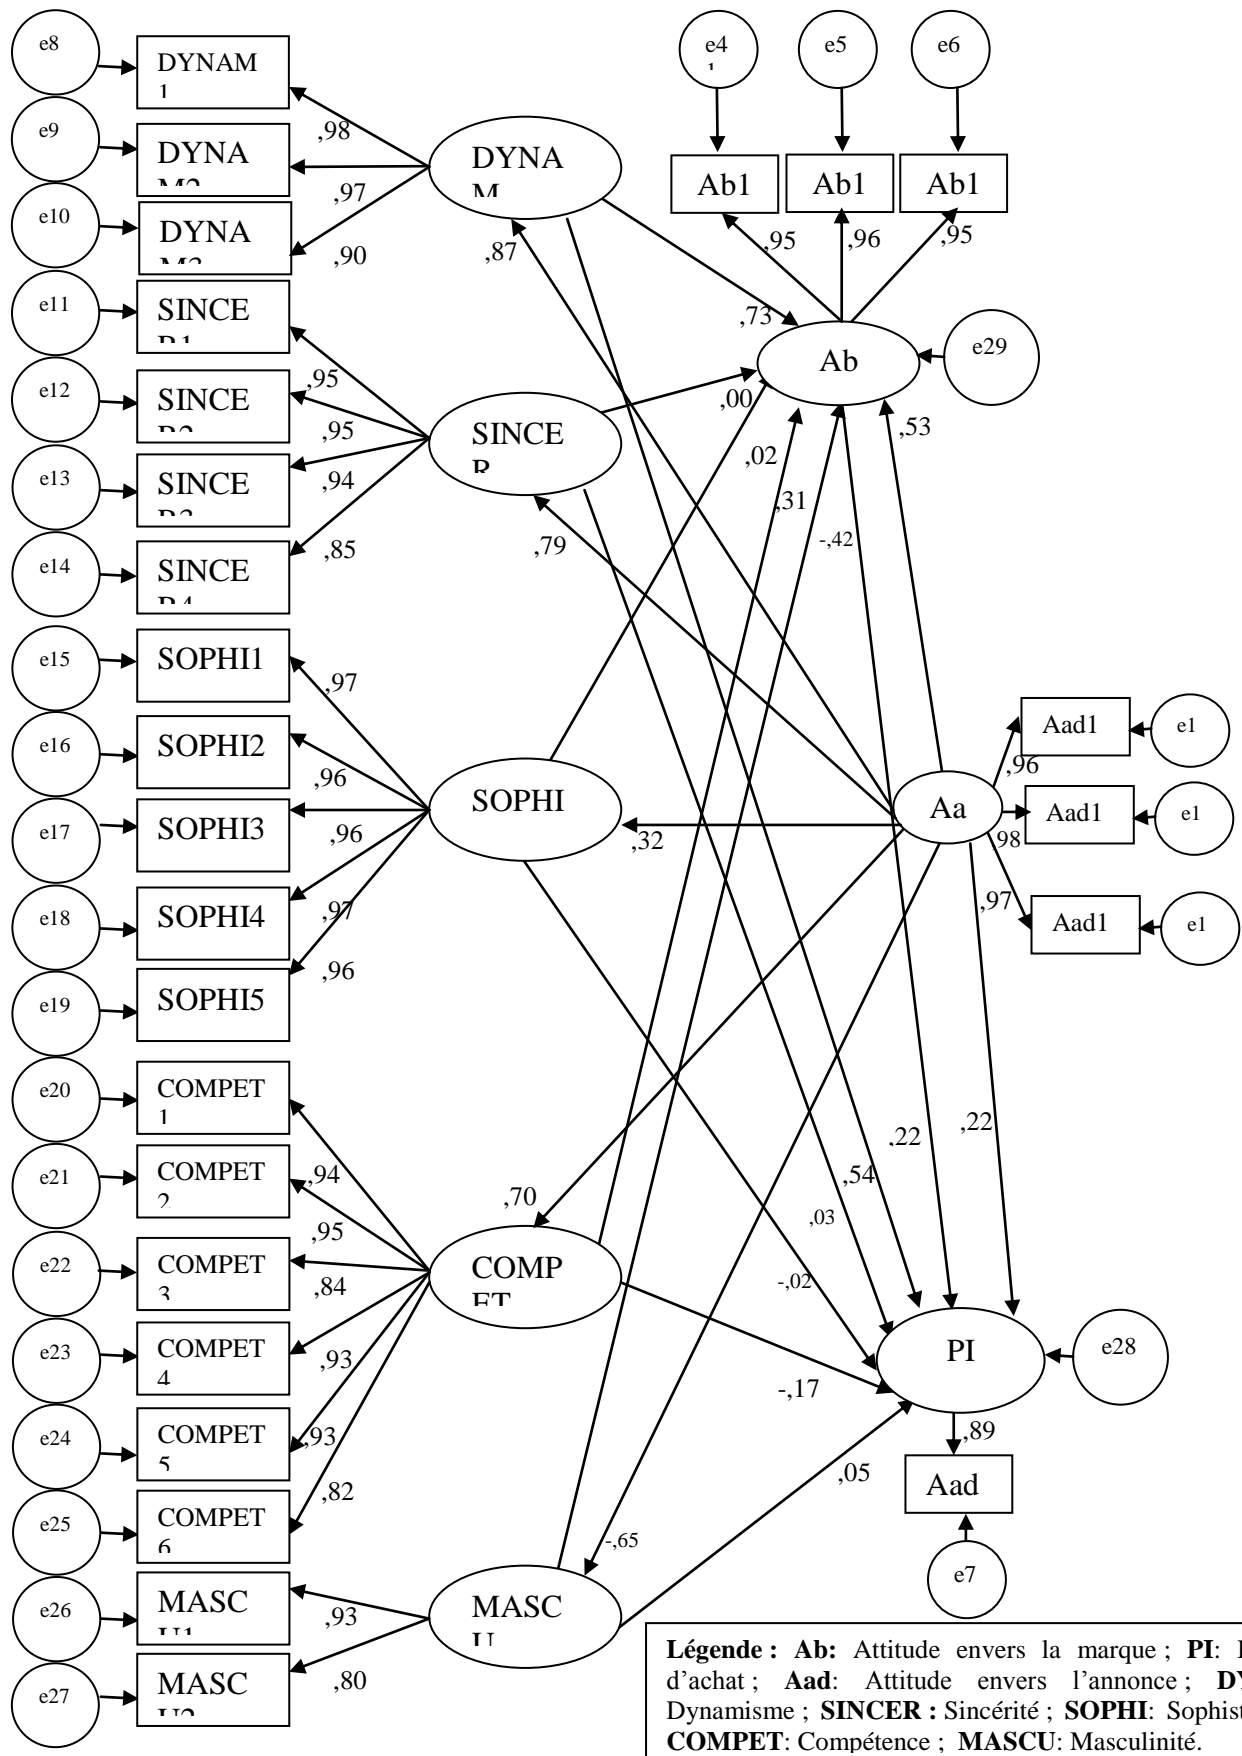 e8
DYNAM
e9
DYNA
e10
DYNA
e11
SINCE
e12
SINCE
e13
SINCE
e14
SINCE
e15
SOPHI1
e16
SOPHI2
e17
SOPHI3
e18
SOPHI4
e19
SOPHI5
e20
COMPET
e21
COMPET
2
e22
COMPET
3
e23
COMPET
4
e24
COMPET
5
e25
COMPET
6
e26
MASC
e27
MASC
,98
,97
,90
,95
,95
,94
,85
,97
,96
,96
,97
,96
,94
,95
,84
,93
,93
,82
,93
,80
DYNA
,87
SINCE
,79
SOPHI
,32
COMP
,70
MASC
-,65
e4
e5
e6
Ab1
Ab1
Ab1
,95
,96
,95
,73
,00
,02
,31
-,42
,53
Ab
e29
Aa
Aad1
e1
,96
Aad1
e1
,98
Aad1
e1
,97
,22
,22
,54
,03
-,02
-,17
,05
PI
e28
,89
Aad
e7
Légende : Ab: Attitude envers la marque ; PI:
d'achat ; Aad: Attitude envers l'annonce ;
Dynamisme ; SINCER : Sincérité ; SOPHI:
COMPET: Compétence ; MASCU: Masculinité.